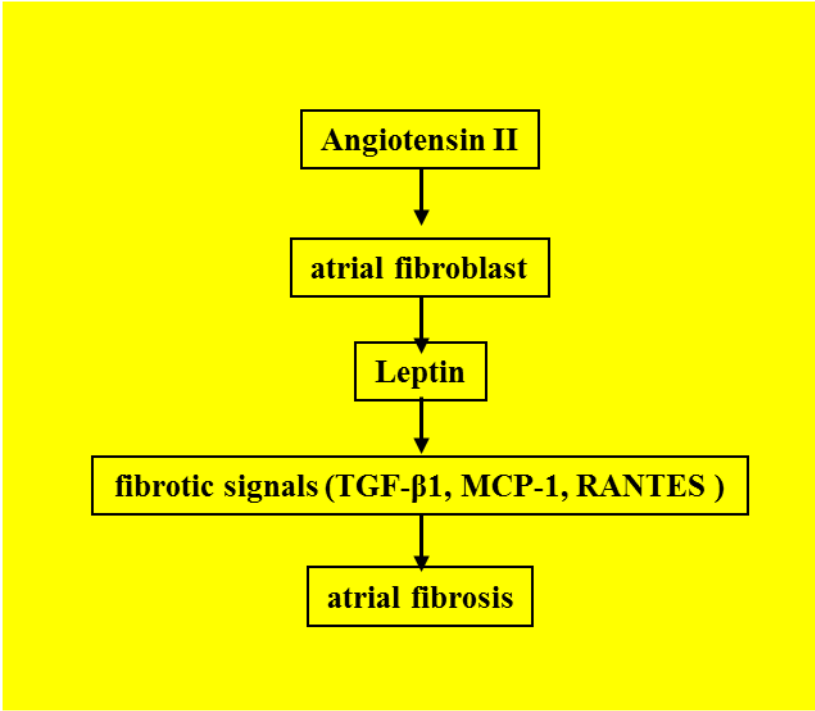 Angiotensin II
atrial fibroblast
Leptin
fibrotic signals (TGF-β1, MCP-1, RANTES )
atrial fibrosis